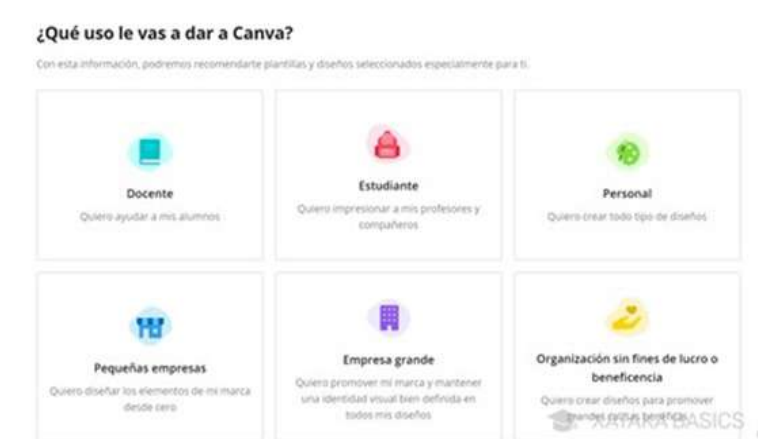 ¿Qué uso le vas a dar a Canva?
Con esta información, podremos recomendarte plantillas y diseños seleccionados especialmente para ti.
Docente
Quiero ayudar a mis alumnos
Estudiante
Quiero impresionar a mis profesores y
compañeros
Personal
Quiero crear todo tipo de diseños
Pequeñas empresas
Quiero diseñar los elementos de mi marca
desde cero
Empresa grande
Quiero promover mi marca y mantener
una identidad visual bien definida en
todos mis diseños
Organización sin fines de lucro o
beneficencia
Quiero crear diseños para promover
grandes causas benéficas
XATAKA BASICS